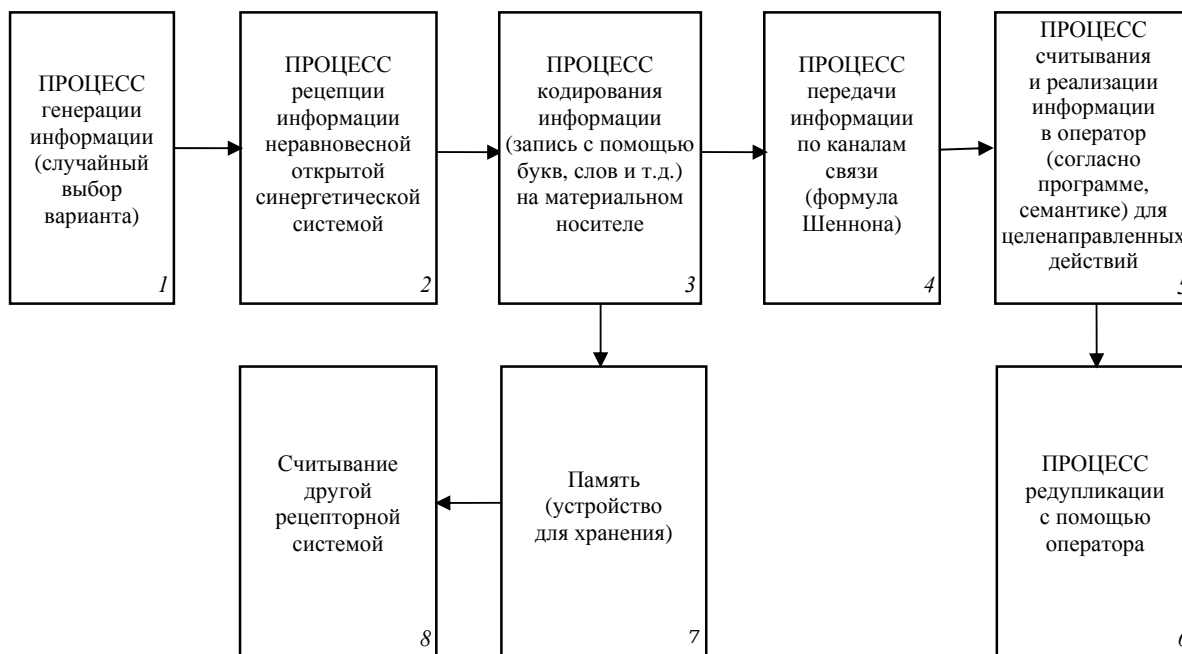 ПРОЦЕСС
генерации
информации
(случайный
выбор
варианта)
1
ПРОЦЕСС
рецепции
информации
неравновесной
открытой
синергетической
системой
2
ПРОЦЕСС
кодирования
информации
(запись с помощью
букв, слов и т.д.)
на материальном
носителе
3
ПРОЦЕСС
передачи
информации
по каналам
связи
(формула
Шеннона)
4
ПРОЦЕСС
считывания
и реализации
информации
в оператор
(согласно
программе,
семантике) для
целенаправленных
действий
5
Считывание
другой
рецепторной
системой
8
Память
(устройство
для хранения)
7
ПРОЦЕСС
редупликации
с помощью
оператора
6